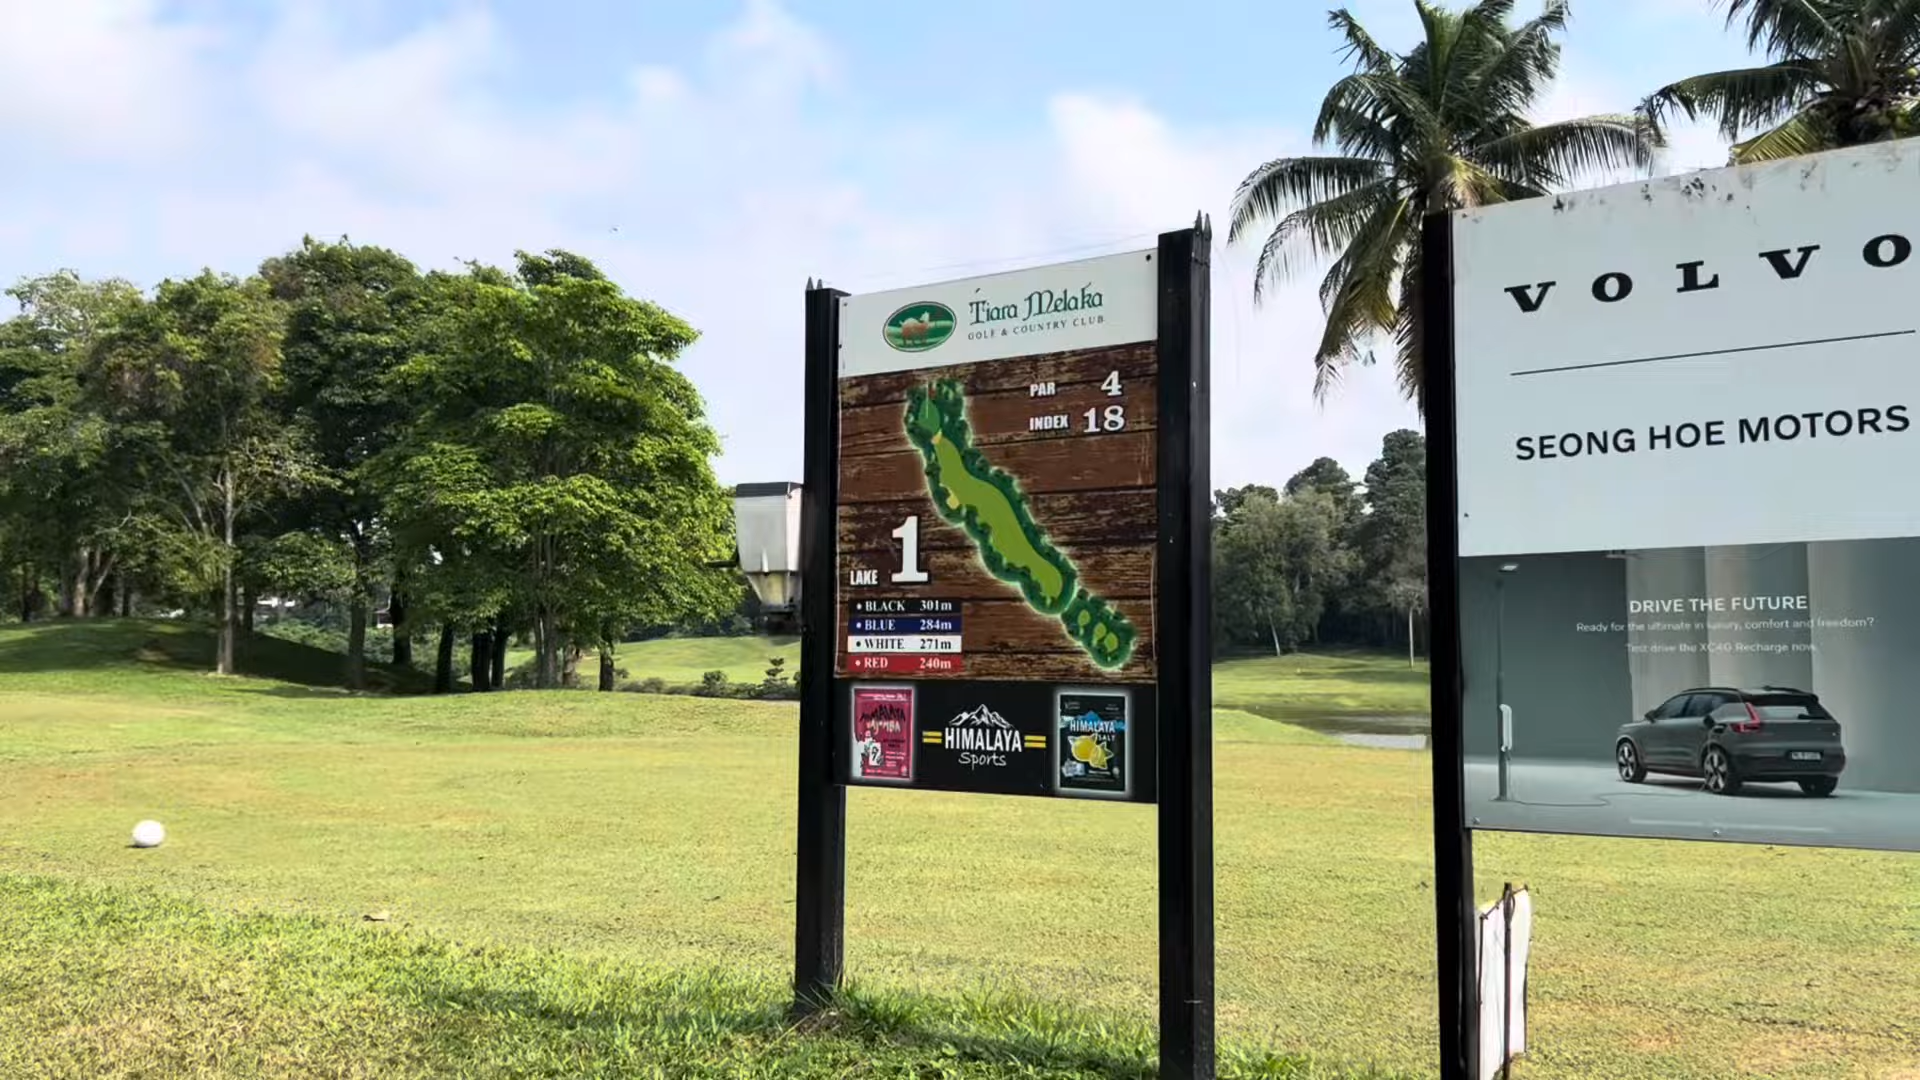 Tiara Melaka
GOLF & COUNTRY CLUB
PAR 4
INDEX 18
LAKE 1
• BLACK 301m
• BLUE 284m
• WHITE 271m
• RED 240m
HIMALAYA
Sports
HIMALAYA
SALT
VOLVO
SEONG HOE MOTORS
DRIVE THE FUTURE
Ready for the ultimate in luxury, comfort and freedom?
Test drive the XC40 Recharge now.